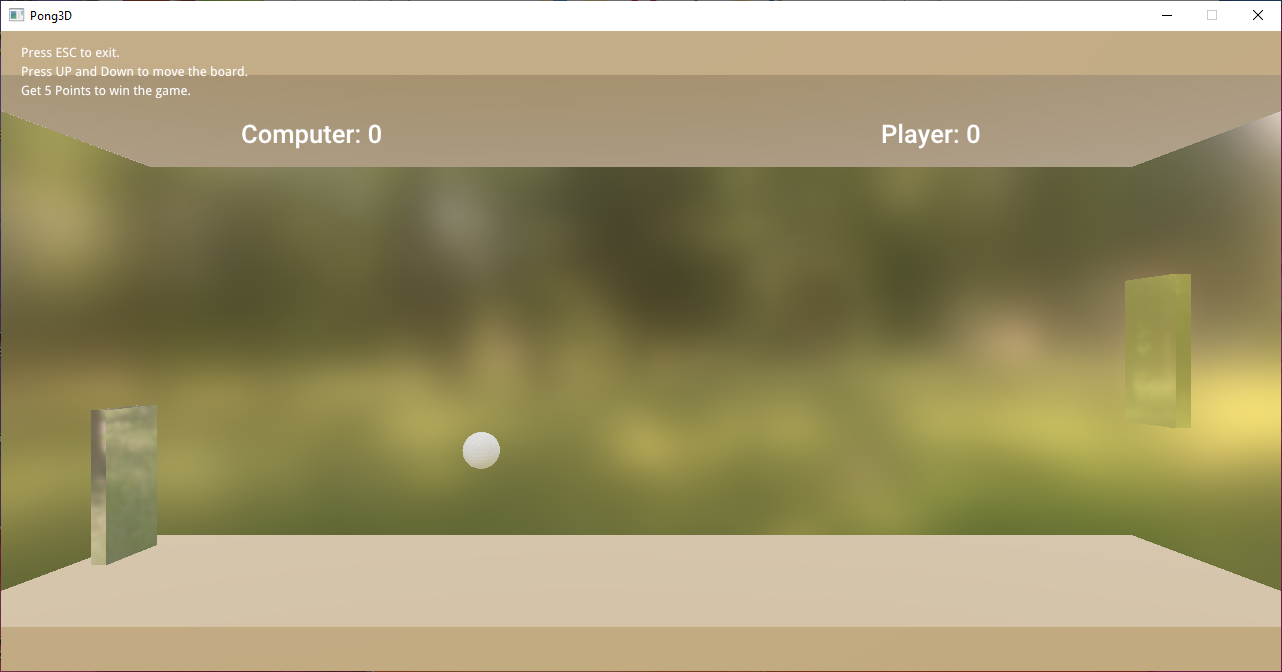 Pong3D
Press ESC to exit.
Press UP and Down to move the board.
Get 5 Points to win the game.
Computer: 0
Player: 0